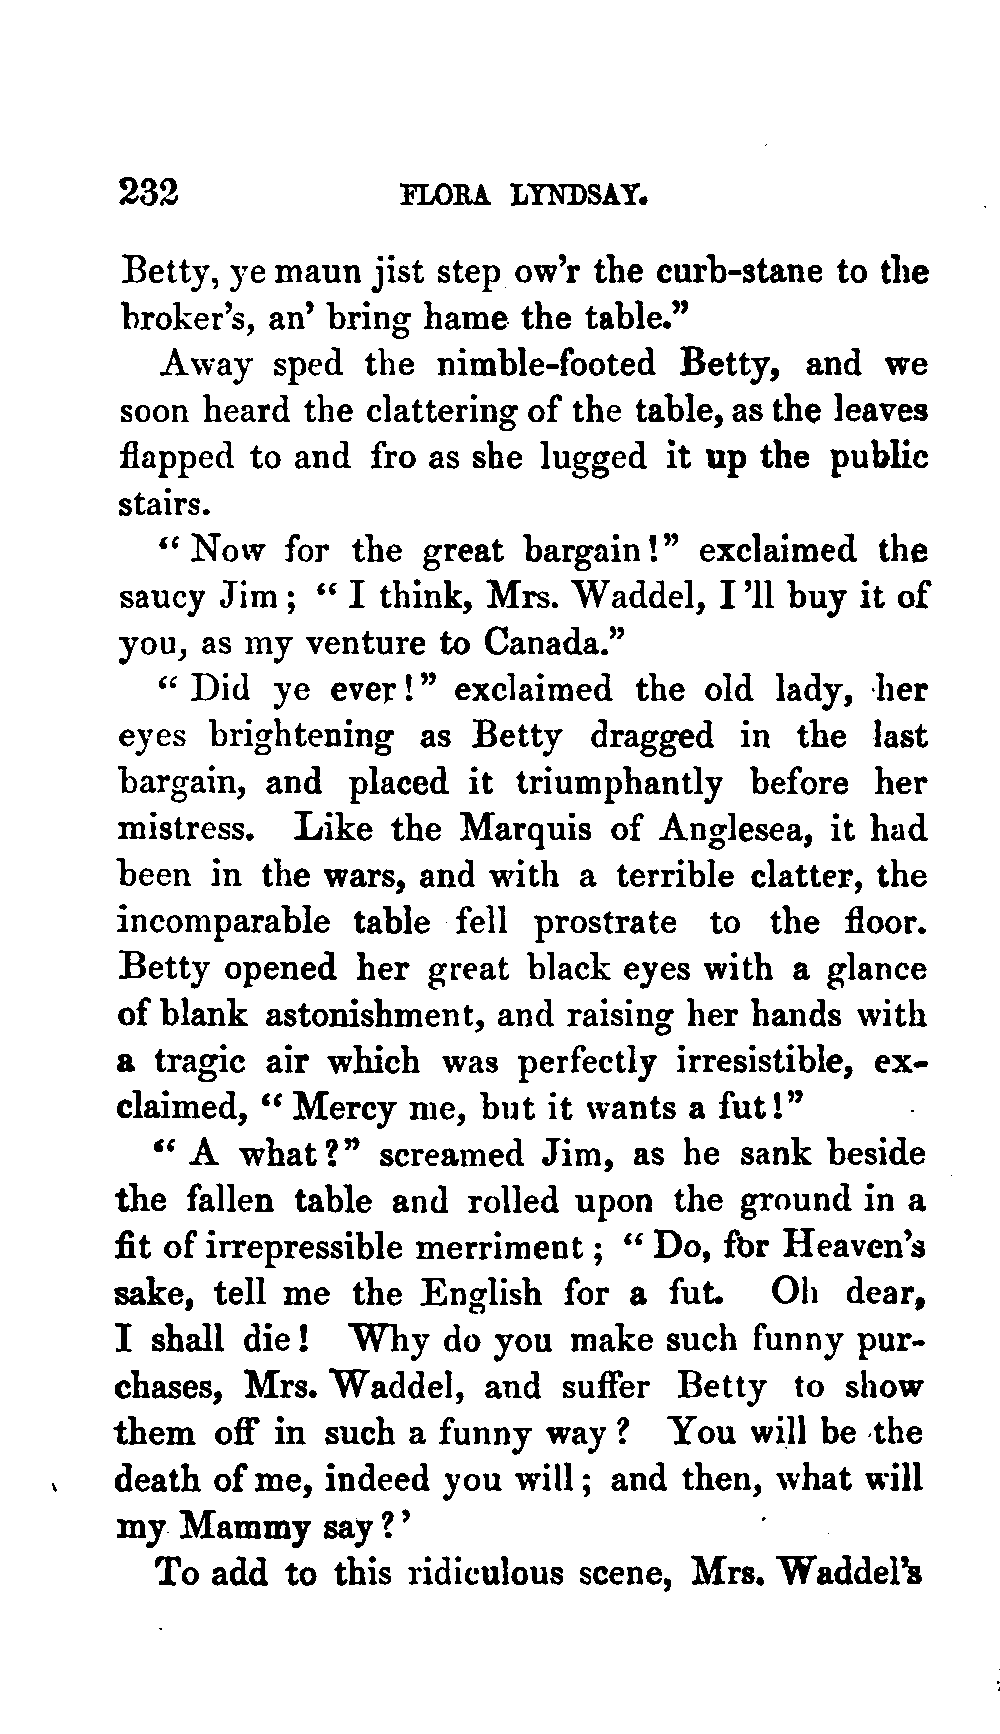 232 FLORA LYNDSAY.
Betty, ye maun jist step ow'r the curb-stane to the
broker's, an' bring hame the table."
Away sped the nimble-footed Betty, and we
soon heard the clattering of the table, as the leaves
flapped to and fro as she lugged it up the public
stairs.
"Now for the great bargain!" exclaimed the
saucy Jim; "I think, Mrs. Waddel, I'll buy it of
you, as my venture to Canada."
"Did ye ever!" exclaimed the old lady, her
eyes brightening as Betty dragged in the last
bargain, and placed it triumphantly before her
mistress. Like the Marquis of Anglesea, it had
been in the wars, and with a terrible clatter, the
incomparable table fell prostrate to the floor.
Betty opened her great black eyes with a glance
of blank astonishment, and raising her hands with
a tragic air which was perfectly irresistible, ex-
claimed, "Mercy me, but it wants a fut!"
"A what?" screamed Jim, as he sank beside
the fallen table and rolled upon the ground in a
fit of irrepressible merriment; "Do, for Heaven's
sake, tell me the English for a fut. Oh dear,
I shall die! Why do you make such funny pur-
chases, Mrs. Waddel, and suffer Betty to show
them off in such a funny way? You will be the
death of me, indeed you will; and then, what will
my Mammy say?'
To add to this ridiculous scene, Mrs. Waddel's